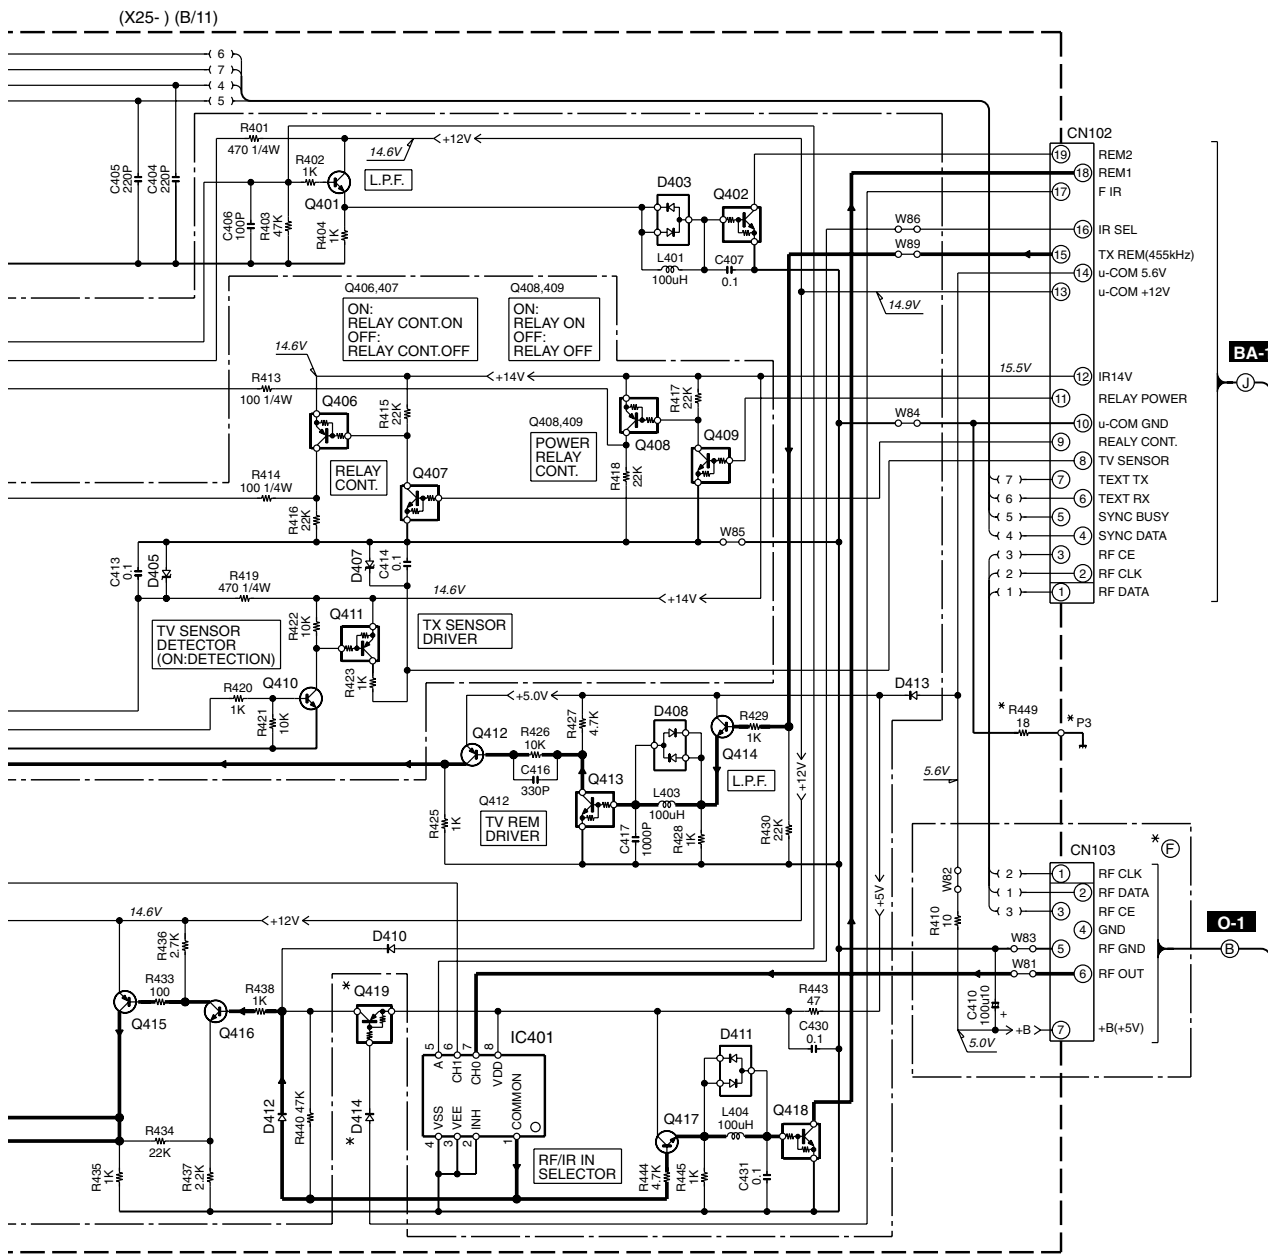 (X25- ) (B/11)
6
7
4
5
CN102
R401
470 1/4W
14.6V
+12V
R402
1K
L.P.F.
Q401
C405
220P
C404
220P
C406
100P
R403
47K
R404
1K
D403
Q402
L401
100uH
C407
0.1
W86
W89
19 REM2
18 REM1
17 F IR
16 IR SEL
15 TX REM(455kHz)
14 u-COM 5.6V
13 u-COM +12V
14.9V
Q406,407
ON:
RELAY CONT.ON
OFF:
RELAY CONT.OFF
Q408,409
ON:
RELAY ON
OFF:
RELAY OFF
14.6V
+14V
15.5V
12 IR14V
11 RELAY POWER
10 u-COM GND
9 REALY CONT.
8 TV SENSOR
7 7 TEXT TX
6 6 TEXT RX
5 5 SYNC BUSY
4 4 SYNC DATA
3 3 RF CE
2 2 RF CLK
1 1 RF DATA
BA-1
J
R413
100 1/4W
Q406
R415
22K
Q408,409
POWER
RELAY
CONT.
Q408
R417
22K
Q409
W84
R418
22K
RELAY
CONT.
Q407
R414
100 1/4W
R416
22K
W85
C413
0.1
D405
D407
C414
0.1
R419
470 1/4W
14.6V
+14V
R422
10K
Q411
TX SENSOR
DRIVER
TV SENSOR
DETECTOR
(ON:DETECTION)
R423
1K
R420
1K
Q410
R421
10K
+5.0V
D413
Q412
R426
10K
C416
330P
R427
4.7K
D408
R429
1K
Q414
L.P.F.
Q413
L403
100uH
Q412
TV REM
DRIVER
R425
1K
C417
1000P
R428
1K
R430
22K
+12V
* R449
18
* P3
5.6V
* F
CN103
2 1 RF CLK
1 2 RF DATA
3 3 RF CE
4 GND
5 RF GND
6 RF OUT
7 +B(+5V)
W82
R410
10
W83
W81
C410
100u10
+
+B
5.0V
O-1
B
+5V
14.6V
+12V
R436
2.7K
D410
R433
100
R438
1K
* Q419
Q415
Q416
R443
47
C430
0.1
IC401
5 6 7 8
A CH1 CH0 VDD
VSS VEE INH COMMON
4 3 2 1
D411
Q417
L404
100uH
Q418
D412
R440 47K
* D414
R434
22K
R435
1K
R437
2.2K
RF/IR IN
SELECTOR
R444
4.7K
R445
1K
C431
0.1